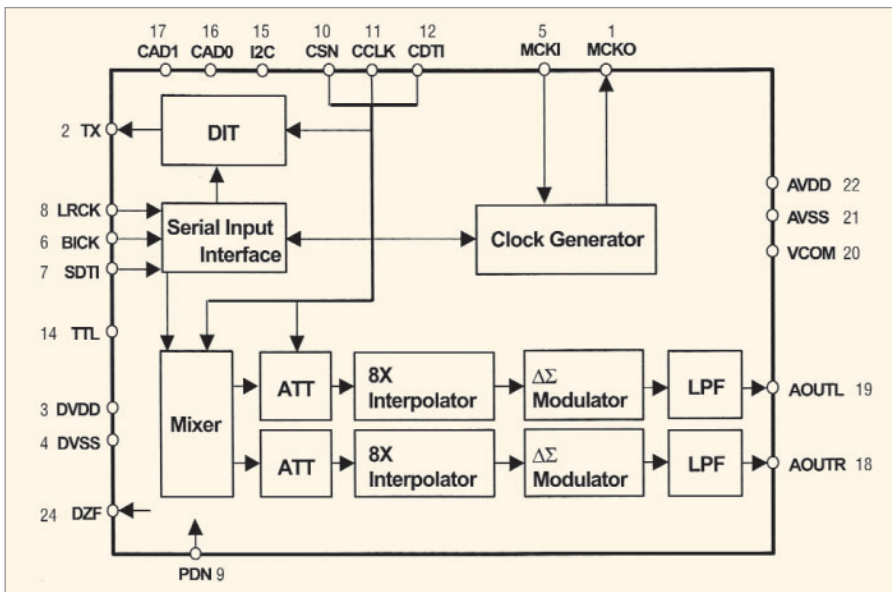 17 16 15 10 11 12 5 1
CAD1 CAD0 I2C CSN CCLK CDTI MCKI MCKO
2 TX
DIT
AVDD 22
8 LRCK
Serial Input
Interface
AVSS 21
6 BICK
Clock Generator
VCOM 20
7 SDTI
14 TTL
Mixer
ATT
8X
Interpolator
ΔΣ
Modulator
LPF
AOUTL 19
3 DVDD
4 DVSS
ATT
8X
Interpolator
ΔΣ
Modulator
LPF
AOUTR 18
24 DZF
PDN 9